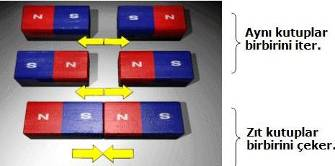 N S S N
Aynı kutuplar
birbirini iter.
S N N S
N S N S
Zıt kutuplar
birbirini çeker.